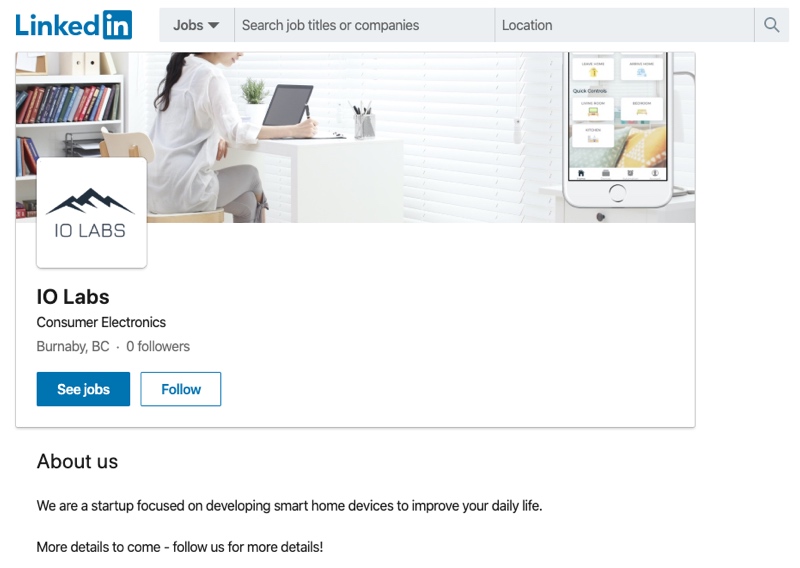 Linked in
Jobs Search job titles or companies Location
LEAVE HOME ARRIVE HOME
Quick Controls
LIVING ROOM BEDROOM
KITCHEN
IO LABS
IO Labs
Consumer Electronics
Burnaby, BC · 0 followers
See jobs Follow
About us
We are a startup focused on developing smart home devices to improve your daily life.
More details to come - follow us for more details!